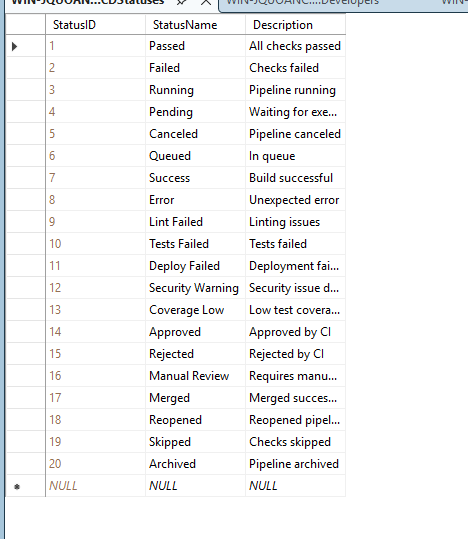 CDStatuses
StatusID StatusName Description
1 Passed All checks passed
2 Failed Checks failed
3 Running Pipeline running
4 Pending Waiting for exe...
5 Canceled Pipeline canceled
6 Queued In queue
7 Success Build successful
8 Error Unexpected error
9 Lint Failed Linting issues
10 Tests Failed Tests failed
11 Deploy Failed Deployment fai...
12 Security Warning Security issue d...
13 Coverage Low Low test covera...
14 Approved Approved by CI
15 Rejected Rejected by CI
16 Manual Review Requires manu...
17 Merged Merged succes...
18 Reopened Reopened pipel...
19 Skipped Checks skipped
20 Archived Pipeline archived
NULL NULL NULL